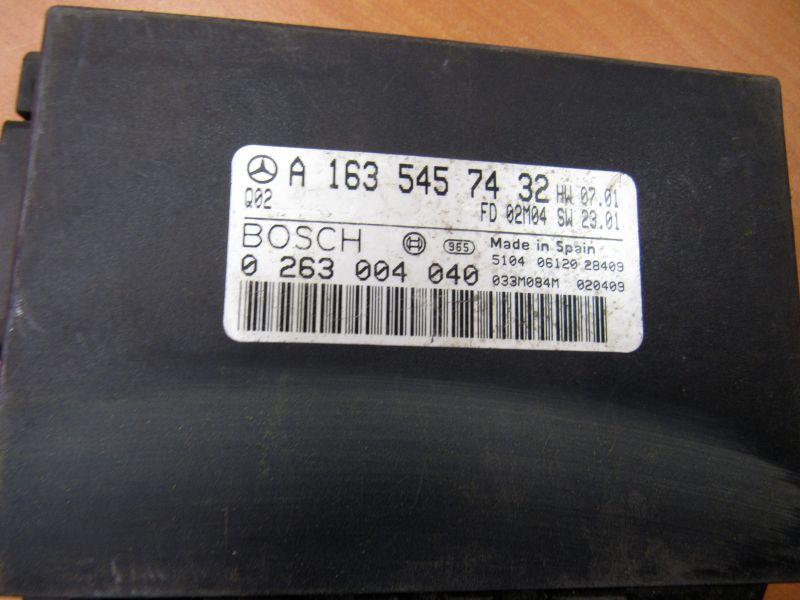 A 163 545 74 32 HW 07.01
Q02 FD 02M04 SW 23.01
BOSCH 965 Made in Spain
5104 06120 28409
0 263 004 040 033M084M 020409